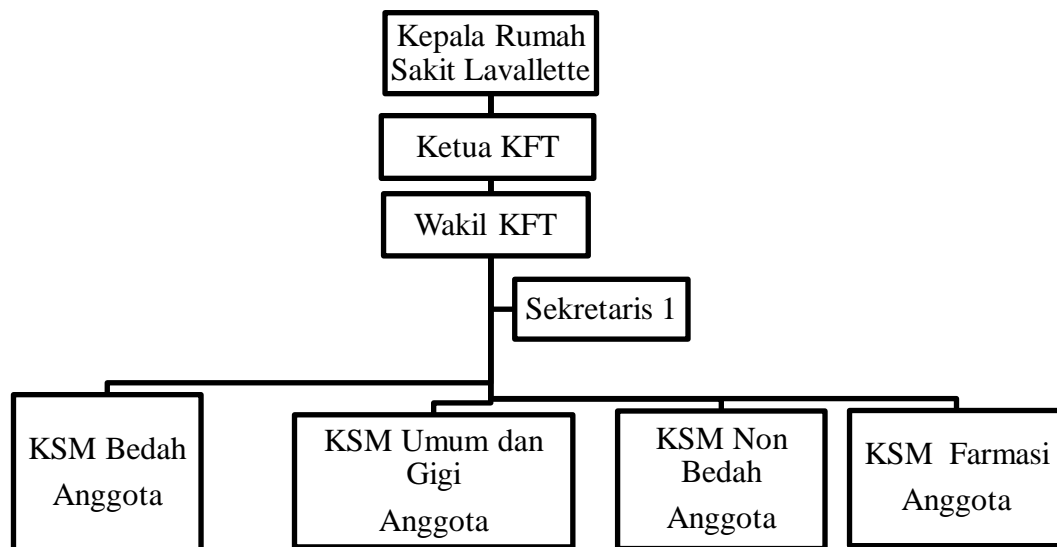 Kepala Rumah
Sakit Lavallette
Ketua KFT
Wakil KFT
Sekretaris 1
KSM Bedah
Anggota
KSM Umum dan
Gigi
Anggota
KSM Non
Bedah
Anggota
KSM Farmasi
Anggota